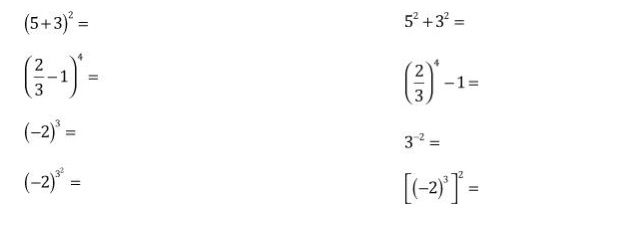 (5+3)² = 5² + 3² =
(2/3 − 1)⁴ = (2/3)⁴ − 1 =
(−2)³ = 3⁻² =
(−2)^(3²) = [(−2)³]² =